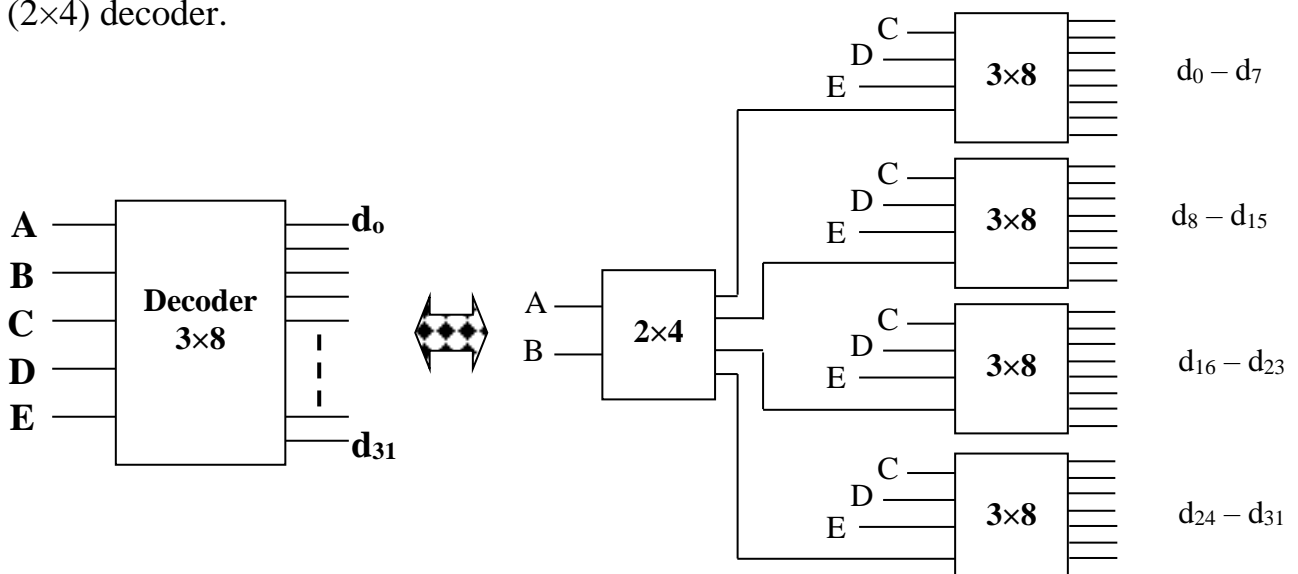 (2×4) decoder.
A
B
C
D
E
Decoder
3×8
dₒ
d₃₁
A
B
2×4
C
D
E
3×8
d₀ – d₇
C
D
E
3×8
d₈ – d₁₅
C
D
E
3×8
d₁₆ – d₂₃
C
D
E
3×8
d₂₄ – d₃₁